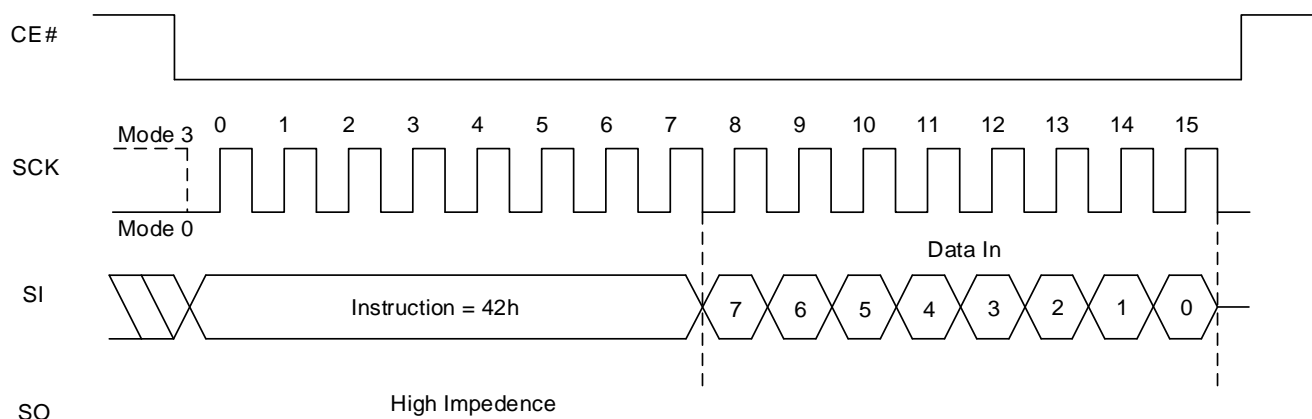 CE#
0 1 2 3 4 5 6 7 8 9 10 11 12 13 14 15
Mode 3
SCK
Mode 0
Data In
SI
Instruction = 42h
7 6 5 4 3 2 1 0
High Impedence
SO